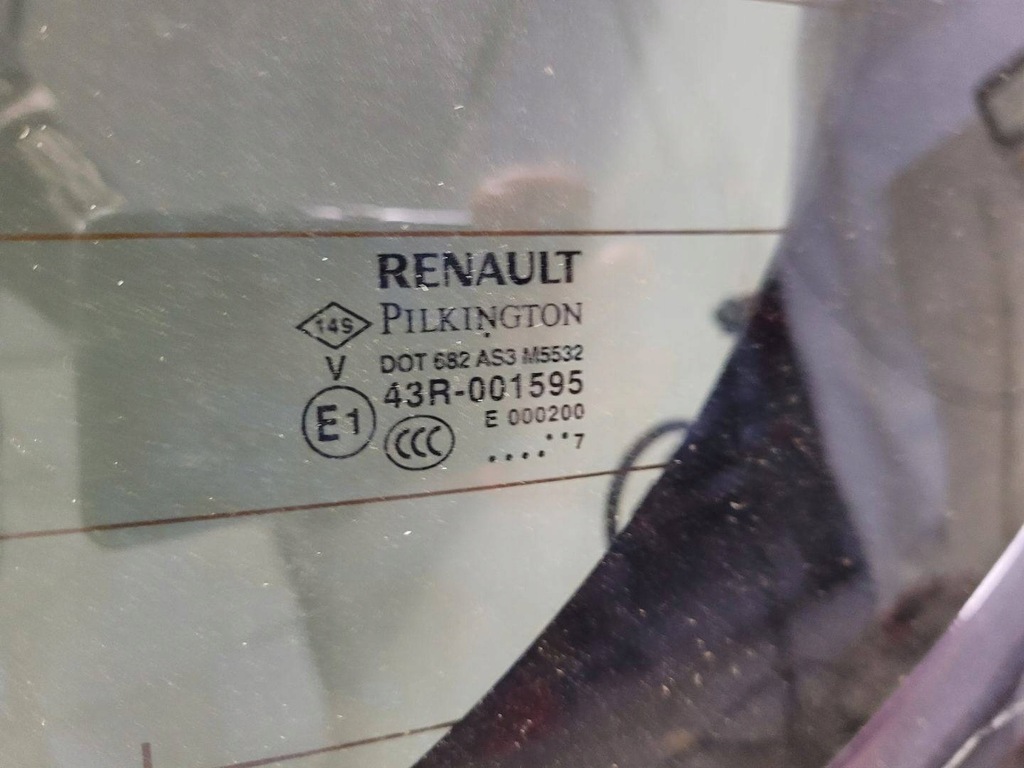 RENAULT
14S PILKINGTON
V DOT 682 AS3 M5532
E1 43R-001595
CCC E 000200
.... ..7